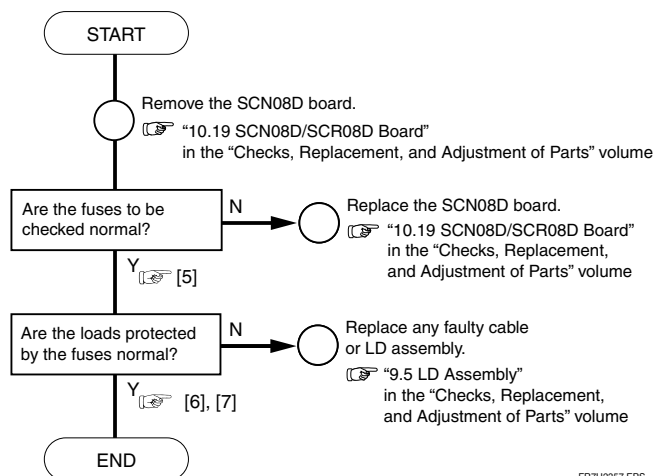 START
Remove the SCN08D board.
“10.19 SCN08D/SCR08D Board”
in the “Checks, Replacement, and Adjustment of Parts” volume
Are the fuses to be
checked normal?
N
Replace the SCN08D board.
“10.19 SCN08D/SCR08D Board”
in the “Checks, Replacement,
and Adjustment of Parts” volume
Y
[5]
Are the loads protected
by the fuses normal?
N
Replace any faulty cable
or LD assembly.
“9.5 LD Assembly”
in the “Checks, Replacement,
and Adjustment of Parts” volume
Y
[6], [7]
END